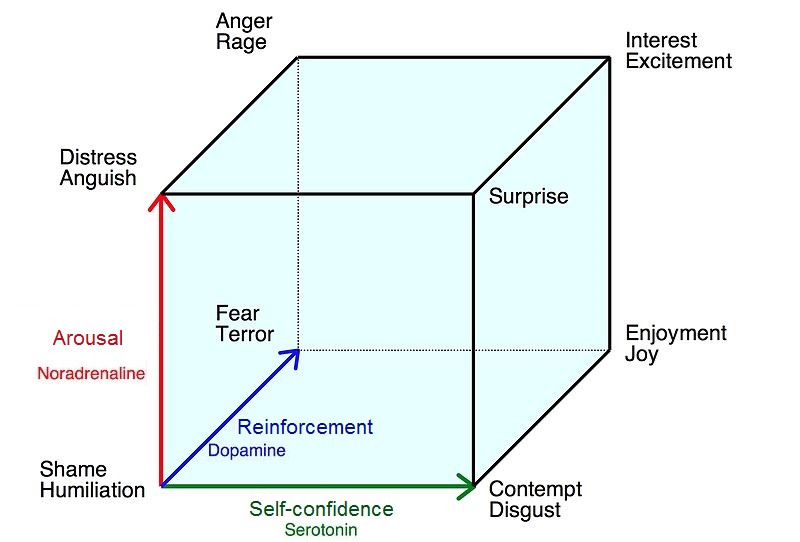 Anger
Rage
Interest
Excitement
Distress
Anguish
Surprise
Fear
Terror
Arousal
Noradrenaline
Enjoyment
Joy
Reinforcement
Dopamine
Shame
Humiliation
Contempt
Disgust
Self-confidence
Serotonin